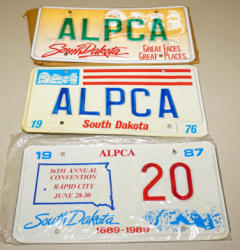 ALPCA
South Dakota
GREAT FACES.
GREAT PLACES.
ALPCA
19 South Dakota 76
19 ALPCA 87
36TH ANNUAL
CONVENTION
RAPID CITY
JUNE 28-30
20
South Dakota
1889-1989